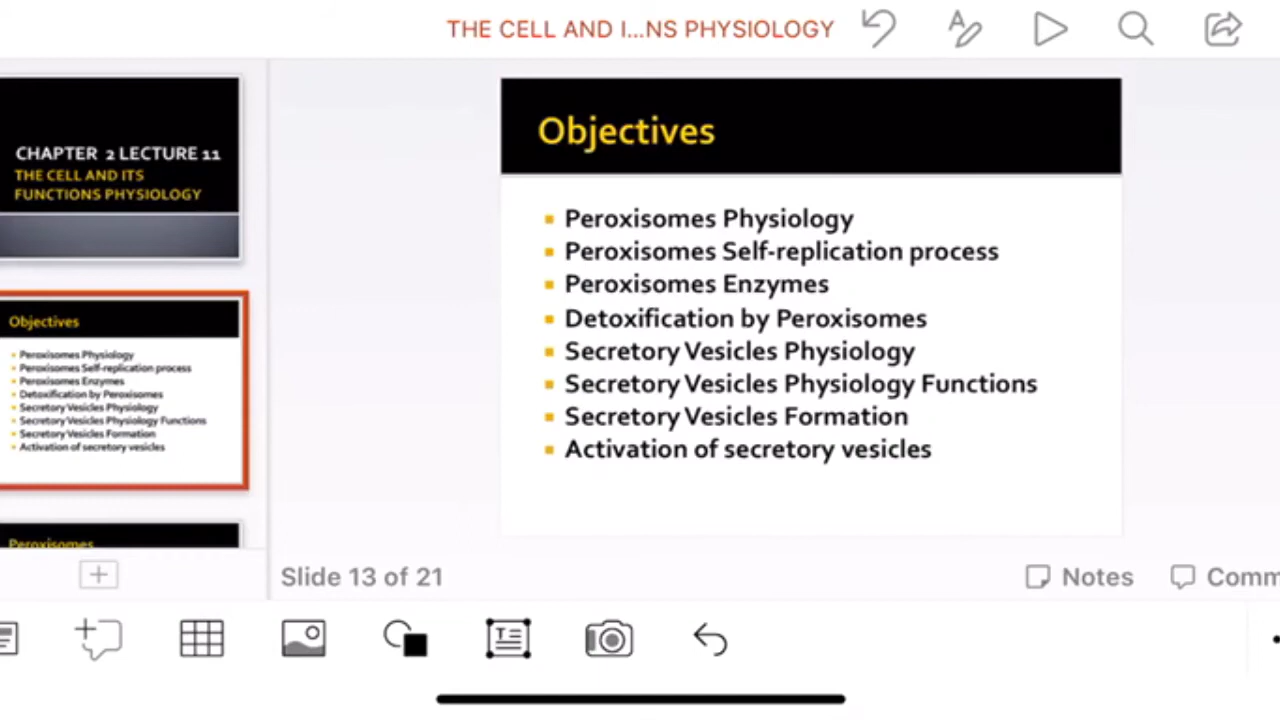 THE CELL AND I...NS PHYSIOLOGY
CHAPTER 2 LECTURE 11
THE CELL AND ITS
FUNCTIONS PHYSIOLOGY
Objectives
Peroxisomes Physiology
Peroxisomes Self-replication process
Peroxisomes Enzymes
Detoxification by Peroxisomes
Secretory Vesicles Physiology
Secretory Vesicles Physiology Functions
Secretory Vesicles Formation
Activation of secretory vesicles
Peroxisomes
Objectives
Peroxisomes Physiology
Peroxisomes Self-replication process
Peroxisomes Enzymes
Detoxification by Peroxisomes
Secretory Vesicles Physiology
Secretory Vesicles Physiology Functions
Secretory Vesicles Formation
Activation of secretory vesicles
Slide 13 of 21
Notes
Comm